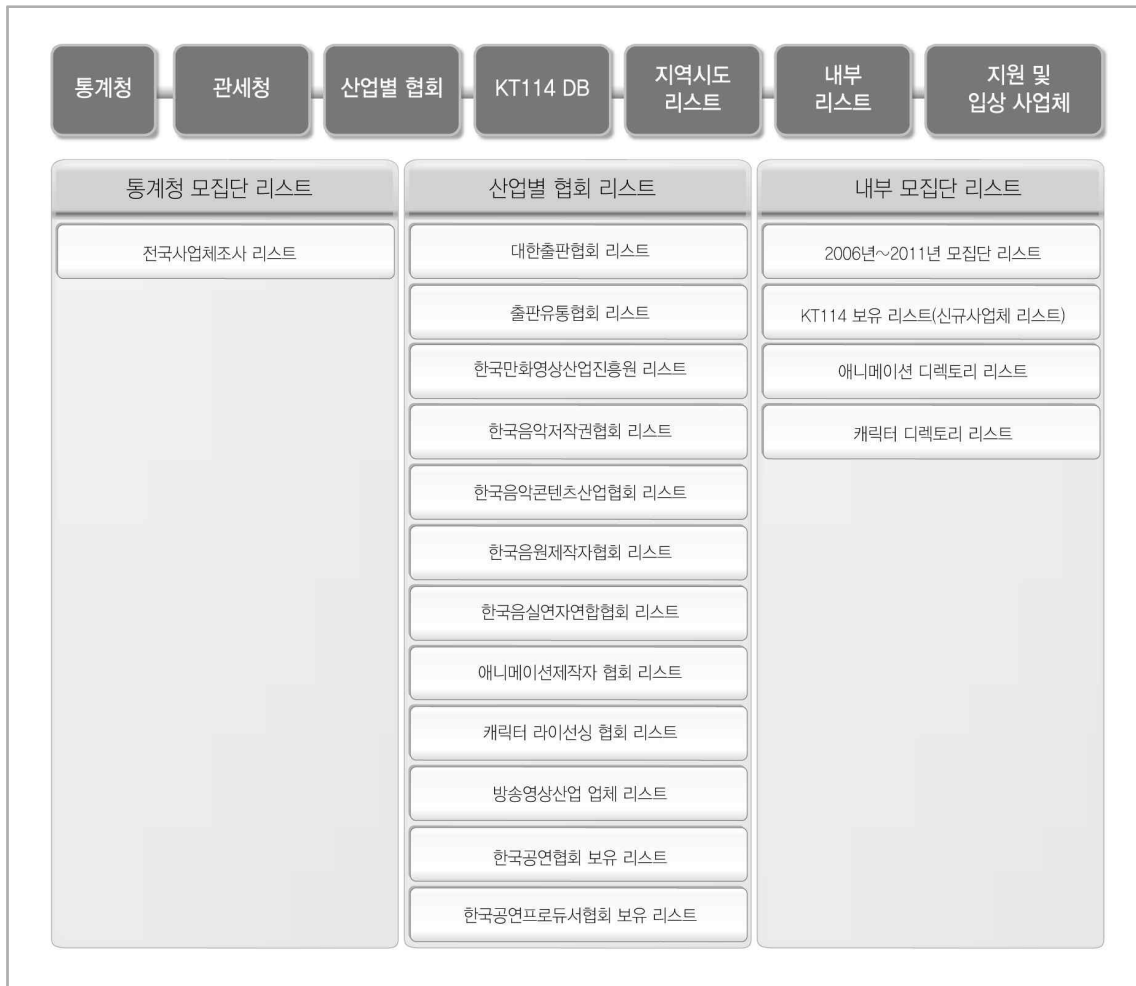 통계청
관세청
산업별 협회
KT114 DB
지역시도
리스트
내부
리스트
지원 및
입상 사업체
통계청 모집단 리스트
전국사업체조사 리스트
산업별 협회 리스트
대한출판협회 리스트
출판유통협회 리스트
한국만화영상산업진흥원 리스트
한국음악저작권협회 리스트
한국음악콘텐츠산업협회 리스트
한국음원제작자협회 리스트
한국음실연자연합협회 리스트
애니메이션제작자 협회 리스트
캐릭터 라이선싱 협회 리스트
방송영상산업 업체 리스트
한국공연협회 보유 리스트
한국공연프로듀서협회 보유 리스트
내부 모집단 리스트
2006년~2011년 모집단 리스트
KT114 보유 리스트(신규사업체 리스트)
애니메이션 디렉토리 리스트
캐릭터 디렉토리 리스트